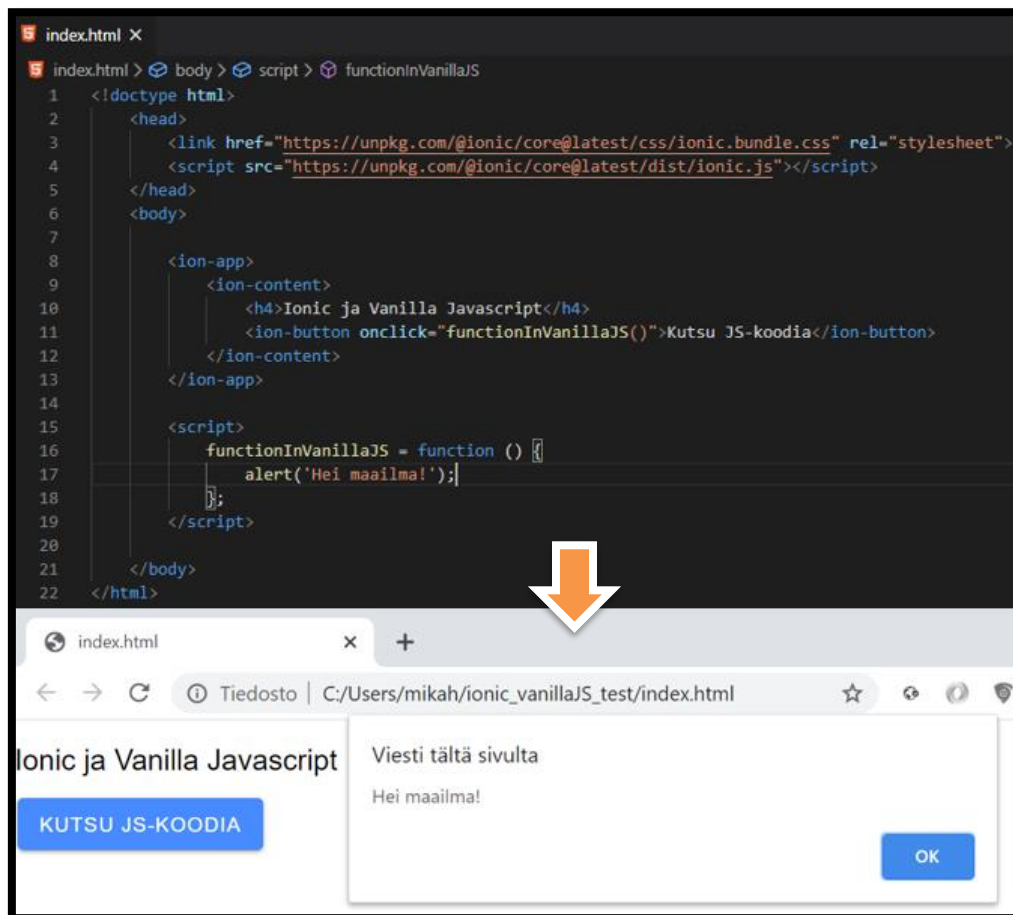 index.html
index.html > body > script > functionInVanillaJS
1 <!doctype html>
2 <head>
3 <link href="https://unpkg.com/@ionic/core@latest/css/ionic.bundle.css" rel="stylesheet">
4 <script src="https://unpkg.com/@ionic/core@latest/dist/ionic.js"></script>
5 </head>
6 <body>
7
8 <ion-app>
9 <ion-content>
10 <h4>Ionic ja Vanilla Javascript</h4>
11 <ion-button onclick="functionInVanillaJS()">Kutsu JS-koodia</ion-button>
12 </ion-content>
13 </ion-app>
14
15 <script>
16 functionInVanillaJS = function () {
17 alert('Hei maailma!');
18 };
19 </script>
20
21 </body>
22 </html>
index.html
Tiedosto | C:/Users/mikah/ionic_vanillaJS_test/index.html
Ionic ja Vanilla Javascript
KUTSU JS-KOODIA
Viesti tältä sivulta
Hei maailma!
OK